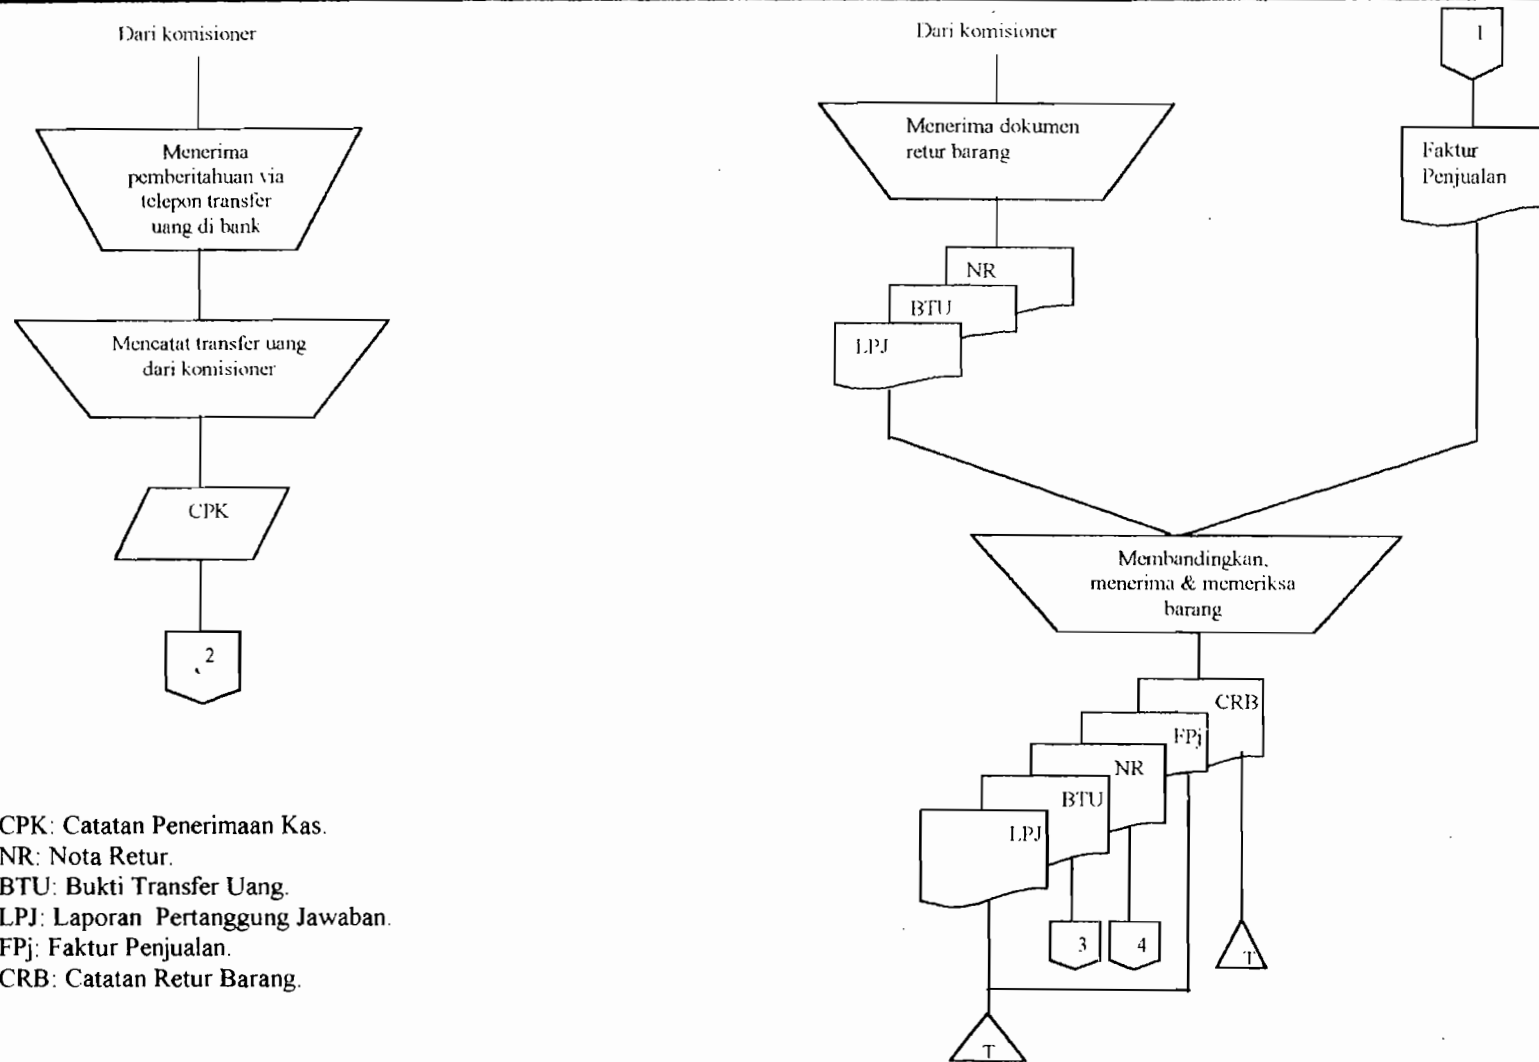 Dari komisioner
Menerima
pemberitahuan via
telepon transfer
uang di bank
Mencatat transfer uang
dari komisioner
CPK
2
Dari komisioner
Menerima dokumen
retur barang
NR
BTU
LPJ
1
Faktur
Penjualan
Membandingkan,
menerima & memeriksa
barang
CRB
FPj
NR
BTU
LPJ
3
4
T
T
CPK: Catatan Penerimaan Kas.
NR: Nota Retur.
BTU: Bukti Transfer Uang.
LPJ: Laporan Pertanggung Jawaban.
FPj: Faktur Penjualan.
CRB: Catatan Retur Barang.